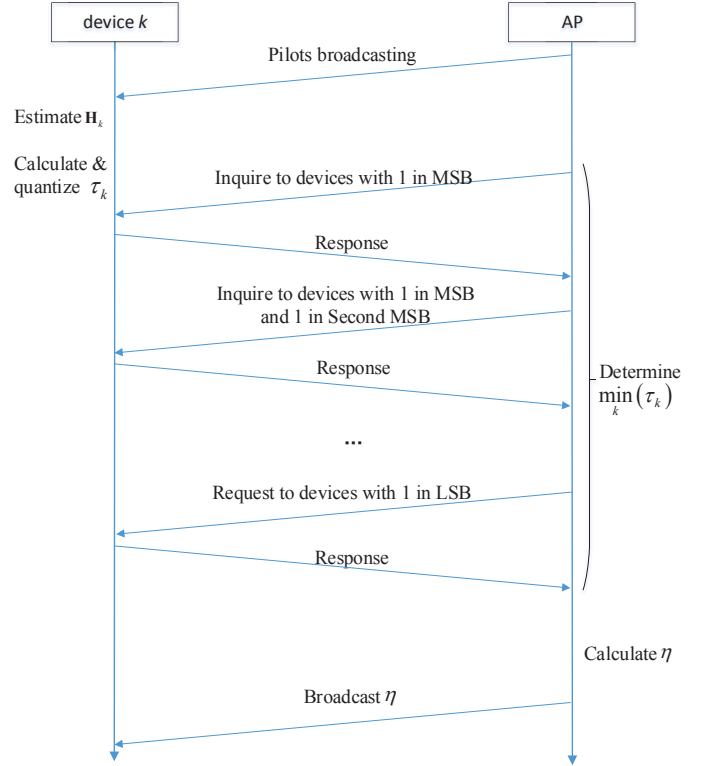 device k
AP
Pilots broadcasting
Estimate H_k
Calculate &
quantize τ_k
Inquire to devices with 1 in MSB
Response
Inquire to devices with 1 in MSB
and 1 in Second MSB
Response
Determine
min_k(τ_k)
...
Request to devices with 1 in LSB
Response
Calculate η
Broadcast η